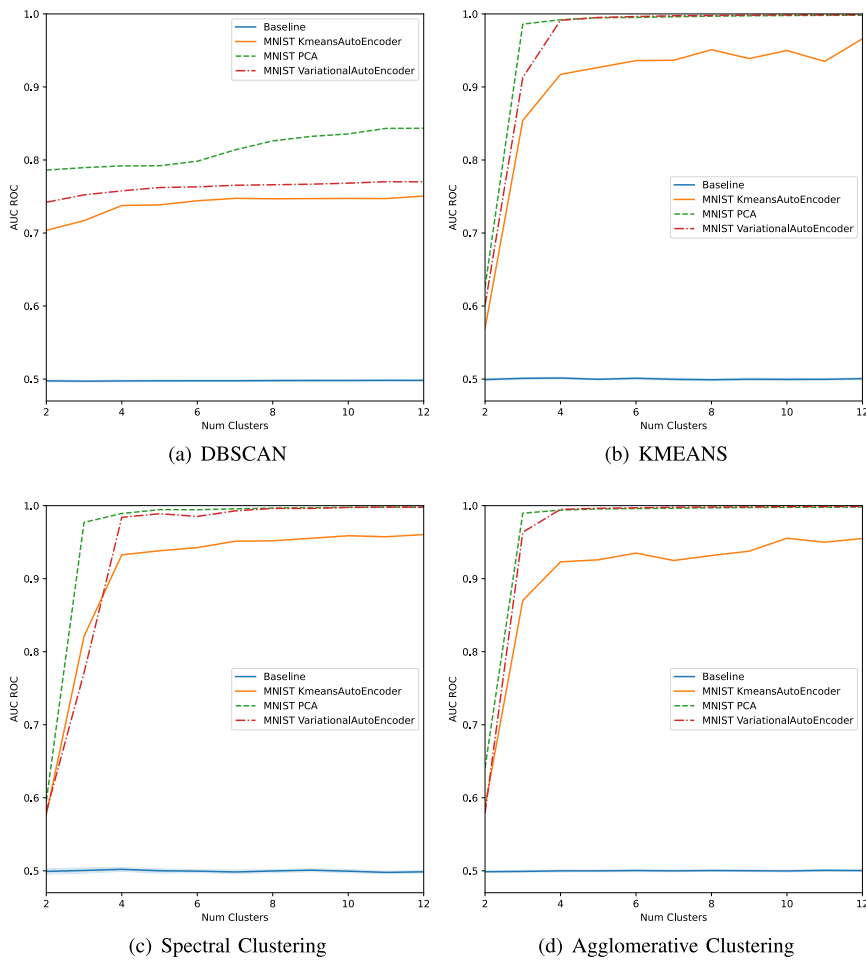 1.0
0.9
0.8
0.7
0.6
0.5
AUC ROC
2 4 6 8 10 12
Num Clusters
Baseline
MNIST KmeansAutoEncoder
MNIST PCA
MNIST VariationalAutoEncoder
(a) DBSCAN
1.0
0.9
0.8
0.7
0.6
0.5
AUC ROC
2 4 6 8 10 12
Num Clusters
Baseline
MNIST KmeansAutoEncoder
MNIST PCA
MNIST VariationalAutoEncoder
(b) KMEANS
1.0
0.9
0.8
0.7
0.6
0.5
AUC ROC
2 4 6 8 10 12
Num Clusters
Baseline
MNIST KmeansAutoEncoder
MNIST PCA
MNIST VariationalAutoEncoder
(c) Spectral Clustering
1.0
0.9
0.8
0.7
0.6
0.5
AUC ROC
2 4 6 8 10 12
Num Clusters
Baseline
MNIST KmeansAutoEncoder
MNIST PCA
MNIST VariationalAutoEncoder
(d) Agglomerative Clustering